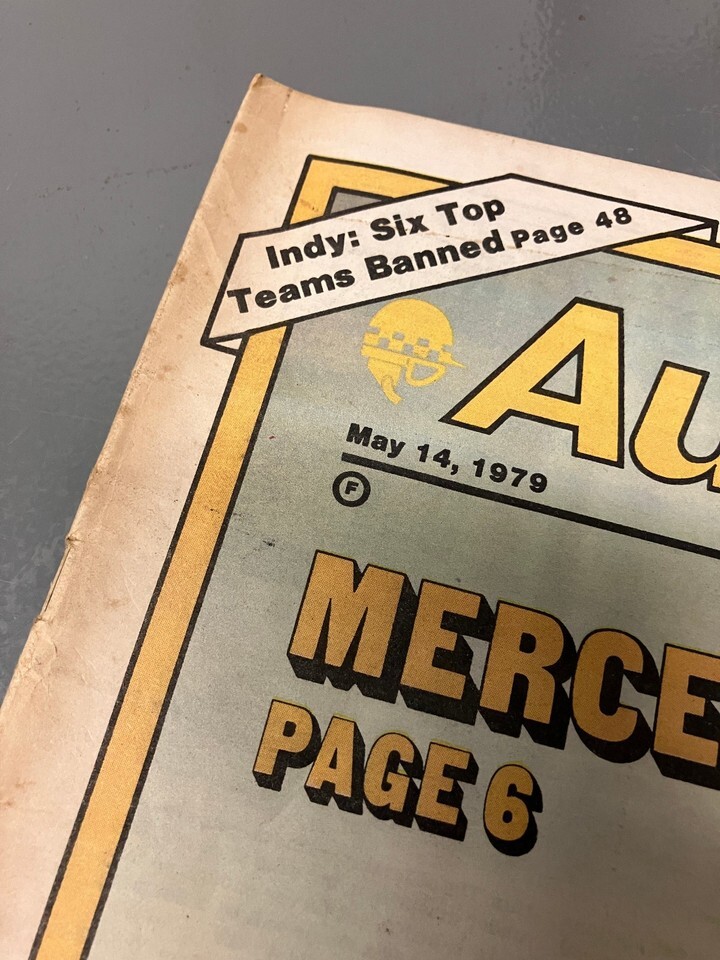 Indy: Six Top
Teams Banned Page 48
Au
May 14, 1979
F
MERCE
PAGE 6